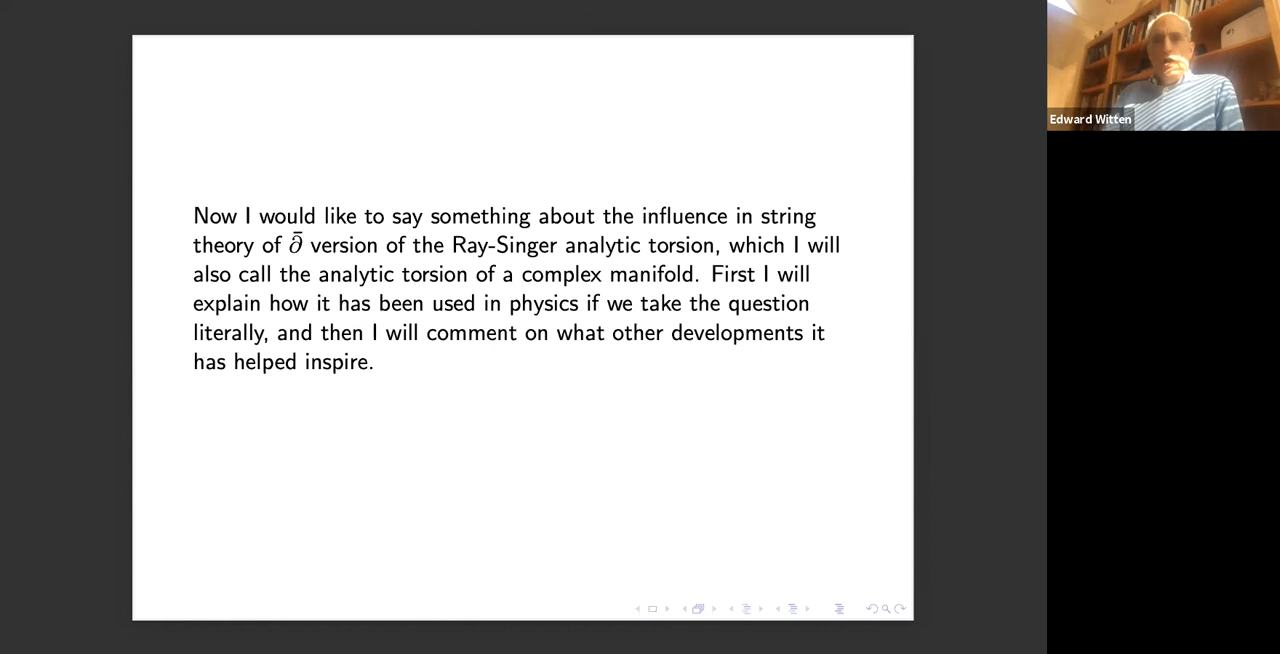 Now I would like to say something about the influence in string
theory of ∂̄ version of the Ray-Singer analytic torsion, which I will
also call the analytic torsion of a complex manifold. First I will
explain how it has been used in physics if we take the question
literally, and then I will comment on what other developments it
has helped inspire.
Edward Witten